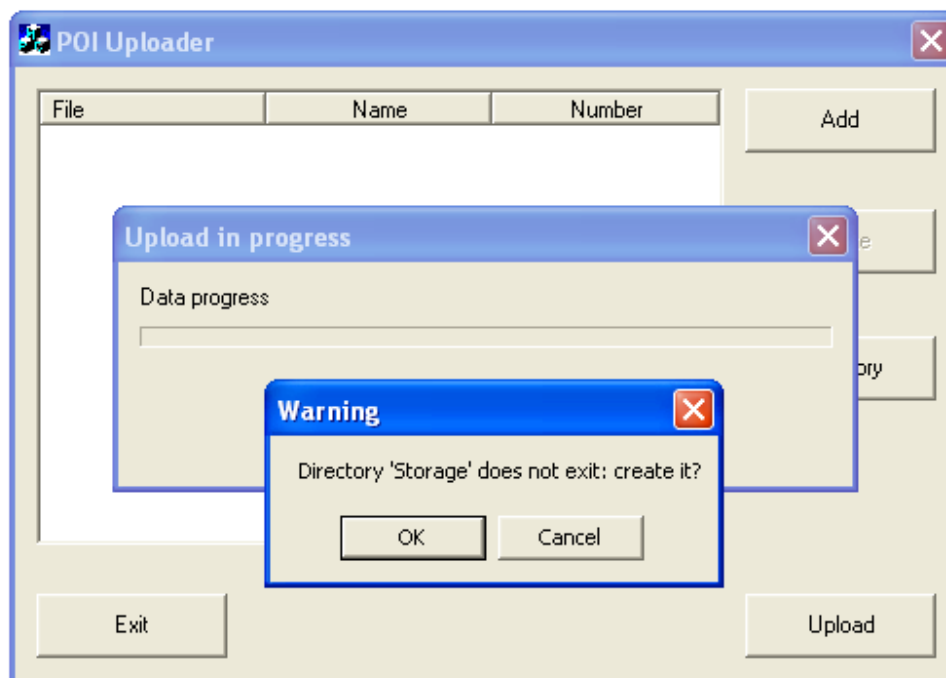 POI Uploader
File Name Number
Add
Upload in progress
Data progress
Warning
Directory 'Storage' does not exit: create it?
OK Cancel
Exit
Upload